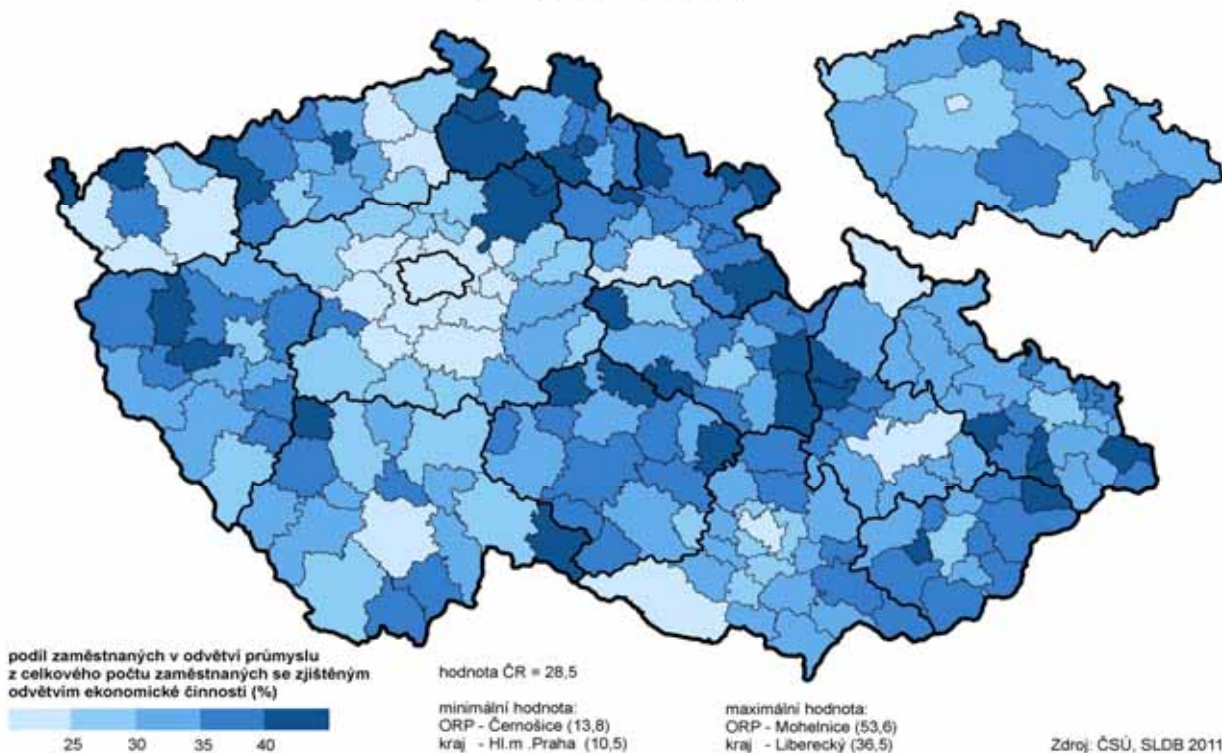 podíl zaměstnaných v odvětví průmyslu
z celkového počtu zaměstnaných se zjištěným
odvětvím ekonomické činnosti (%)
25 30 35 40
hodnota ČR = 28,5
minimální hodnota:
ORP - Černošice (13,8)
kraj - Hl.m .Praha (10,5)
maximální hodnota:
ORP - Mohelnice (53,6)
kraj - Liberecký (36,5)
Zdroj: ČSÚ, SLDB 2011